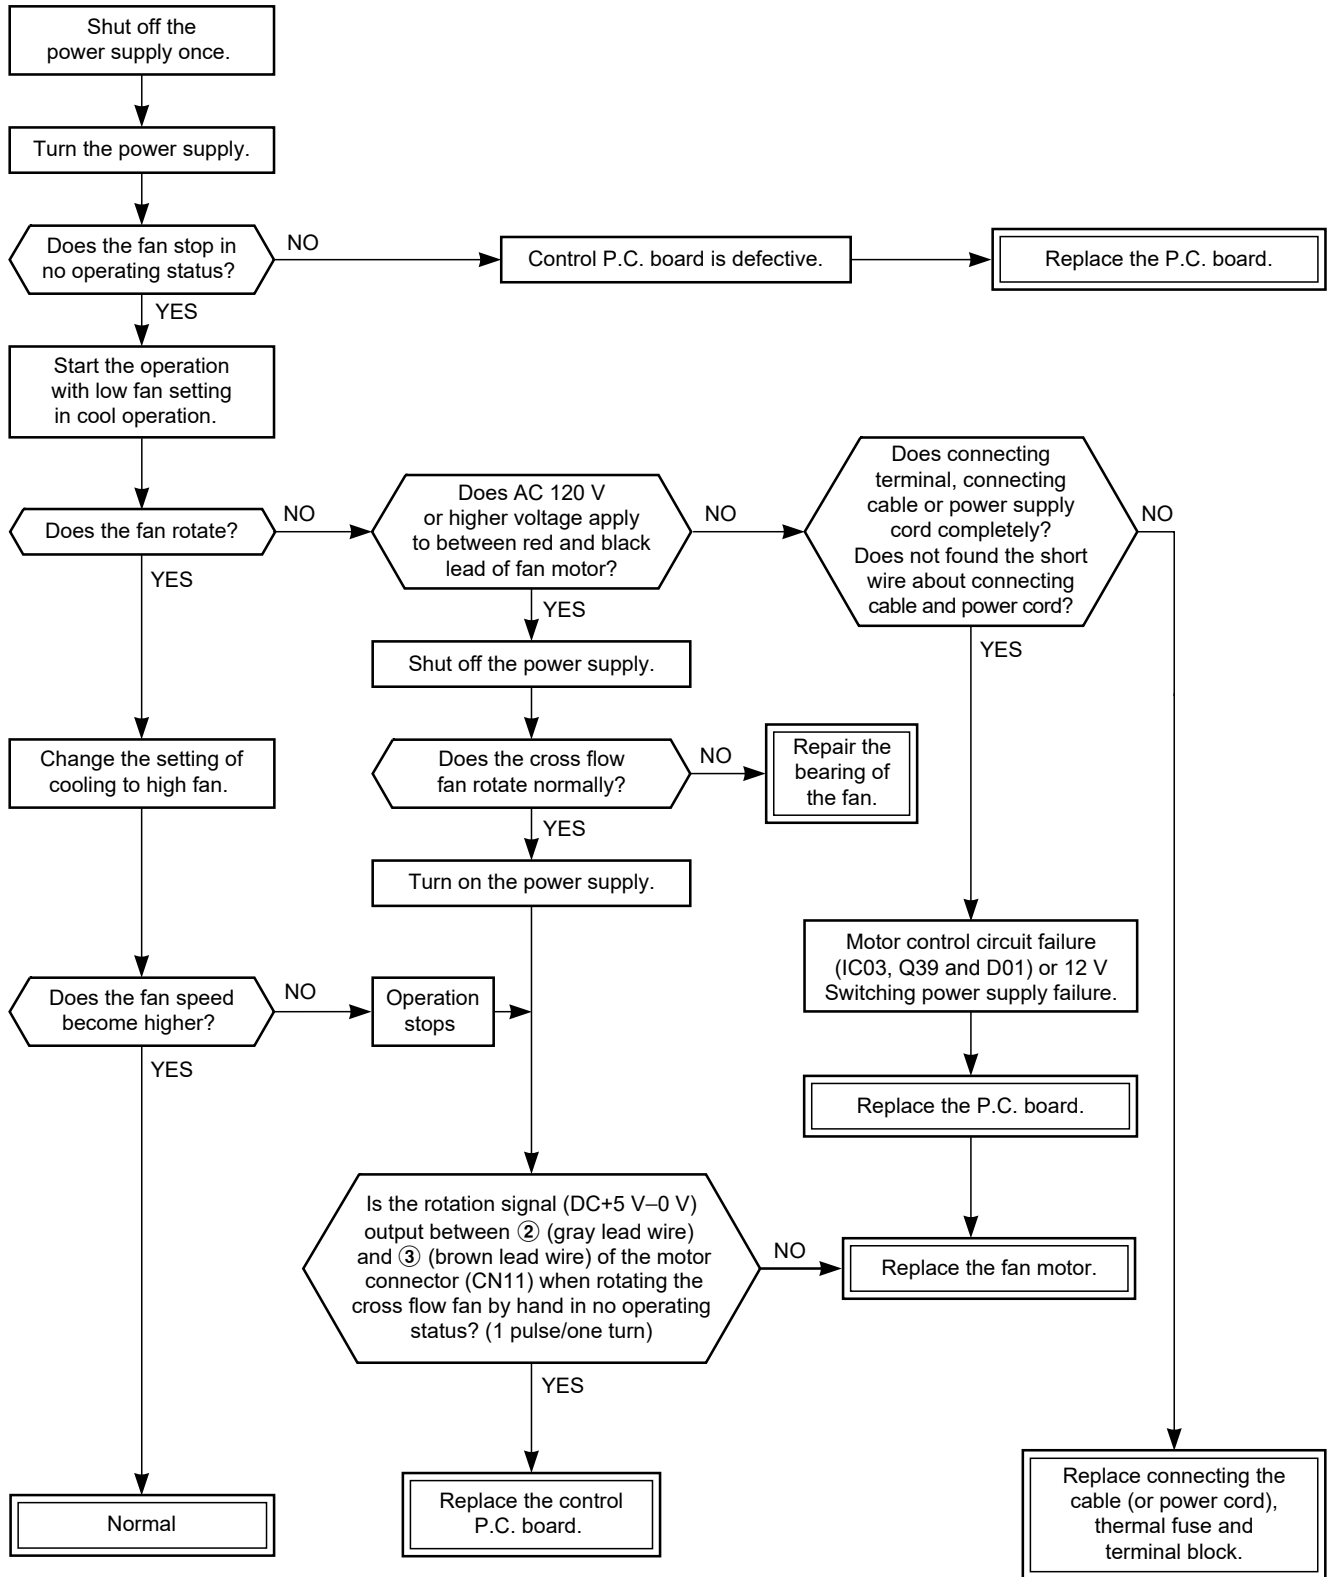 Shut off the
power supply once.
Turn the power supply.
Does the fan stop in
no operating status?
NO
Control P.C. board is defective.
Replace the P.C. board.
YES
Start the operation
with low fan setting
in cool operation.
Does the fan rotate?
NO
Does AC 120 V
or higher voltage apply
to between red and black
lead of fan motor?
NO
Does connecting
terminal, connecting
cable or power supply
cord completely?
Does not found the short
wire about connecting
cable and power cord?
NO
YES
YES
YES
Shut off the power supply.
Change the setting of
cooling to high fan.
Does the cross flow
fan rotate normally?
NO
Repair the
bearing of
the fan.
YES
Turn on the power supply.
Motor control circuit failure
(IC03, Q39 and D01) or 12 V
Switching power supply failure.
Does the fan speed
become higher?
NO
Operation
stops
YES
Replace the P.C. board.
Is the rotation signal (DC+5 V–0 V)
output between ② (gray lead wire)
and ③ (brown lead wire) of the motor
connector (CN11) when rotating the
cross flow fan by hand in no operating
status? (1 pulse/one turn)
NO
Replace the fan motor.
YES
Normal
Replace the control
P.C. board.
Replace connecting the
cable (or power cord),
thermal fuse and
terminal block.